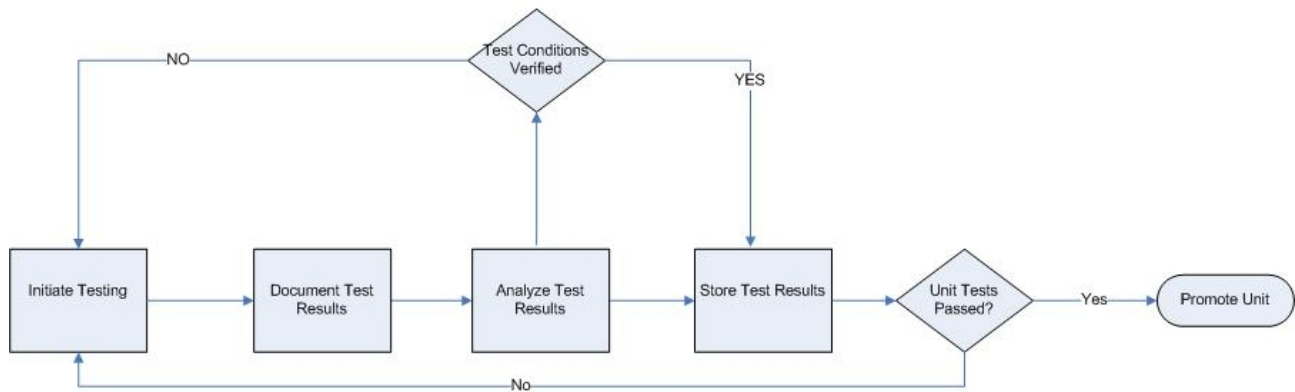 Test Conditions
Verified
NO
YES
Initiate Testing
Document Test
Results
Analyze Test
Results
Store Test Results
Unit Tests
Passed?
Yes
Promote Unit
No